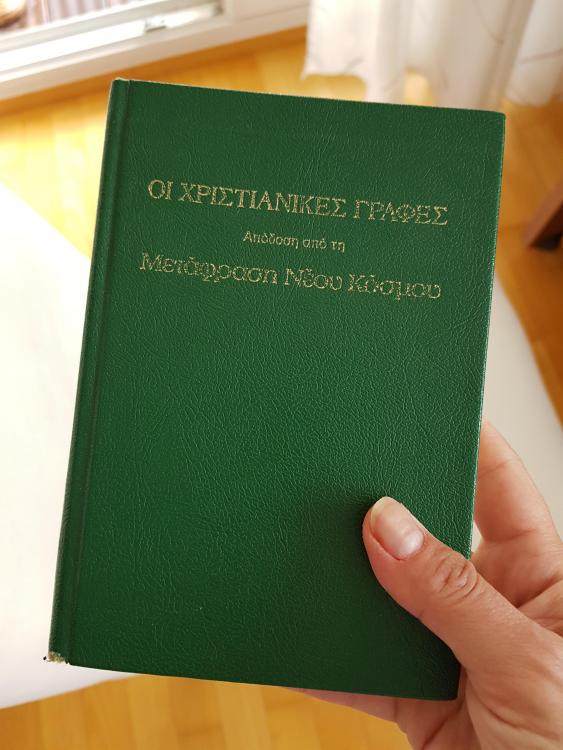 ΟΙ ΧΡΙΣΤΙΑΝΙΚΕΣ ΓΡΑΦΕΣ
Απόδοση από τη
Μετάφραση Νέου Κόσμου